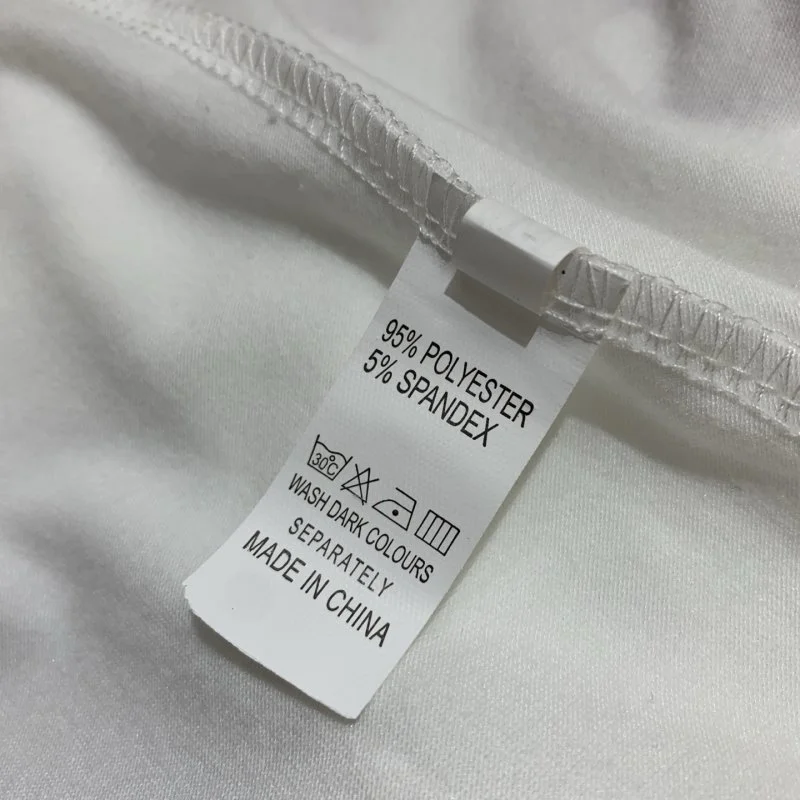 95% POLYESTER
5% SPANDEX
30℃
WASH DARK COLOURS
SEPARATELY
MADE IN CHINA